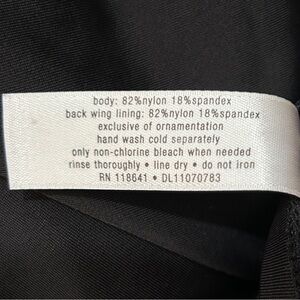 body: 82%nylon 18%spandex
back wing lining: 82%nylon 18%spandex
exclusive of ornamentation
hand wash cold separately
only non-chlorine bleach when needed
rinse thoroughly • line dry • do not iron
RN 118641 • DL11070783